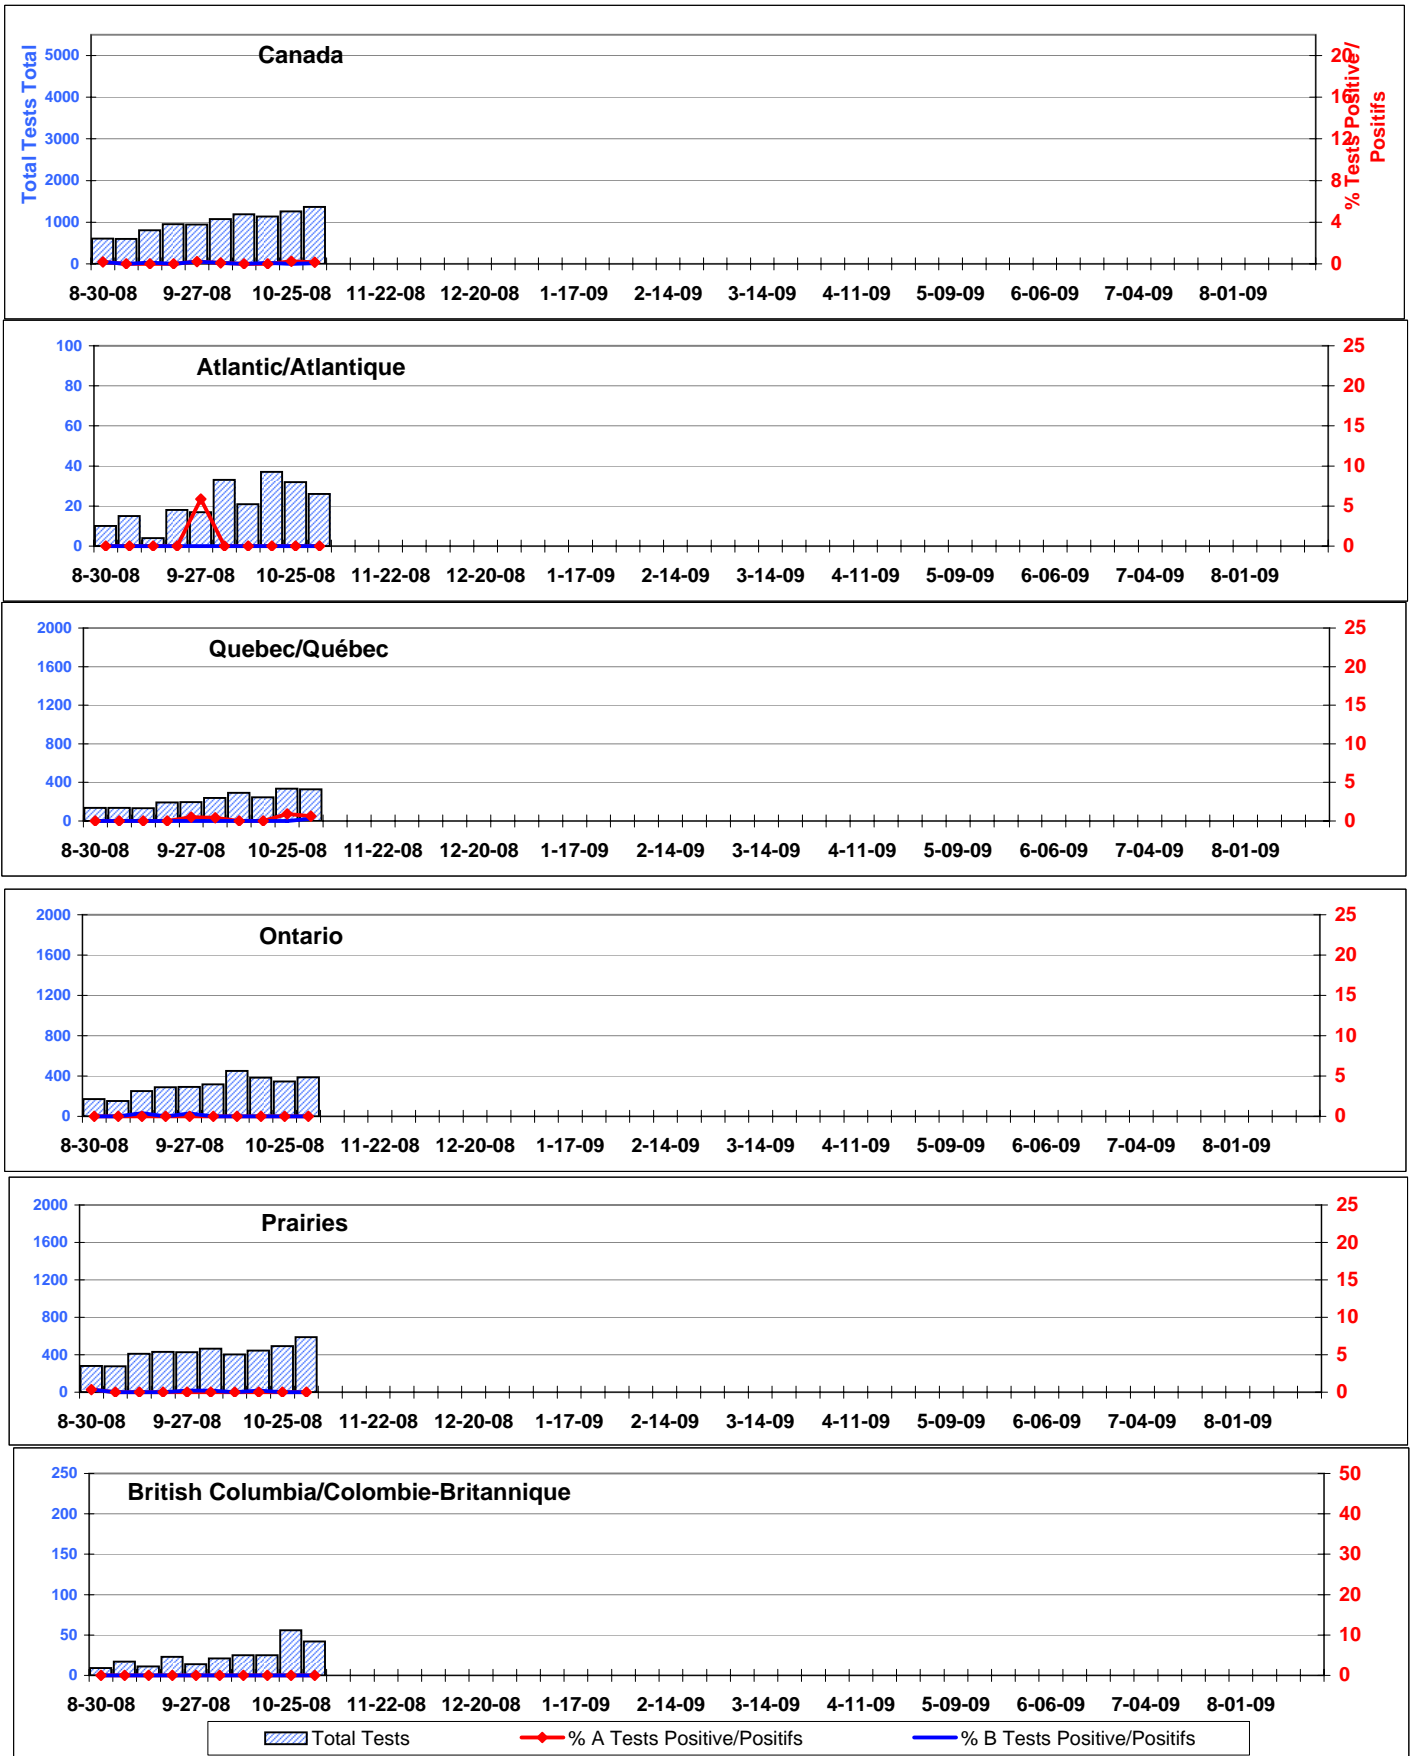 Canada
Total Tests Total
% Tests Positive/
Positifs
5000 20
4000 16
3000 12
2000 8
1000 4
0 0
8-30-08 9-27-08 10-25-08 11-22-08 12-20-08 1-17-09 2-14-09 3-14-09 4-11-09 5-09-09 6-06-09 7-04-09 8-01-09
Atlantic/Atlantique
100 25
80 20
60 15
40 10
20 5
0 0
8-30-08 9-27-08 10-25-08 11-22-08 12-20-08 1-17-09 2-14-09 3-14-09 4-11-09 5-09-09 6-06-09 7-04-09 8-01-09
Quebec/Québec
2000 25
1600 20
1200 15
800 10
400 5
0 0
8-30-08 9-27-08 10-25-08 11-22-08 12-20-08 1-17-09 2-14-09 3-14-09 4-11-09 5-09-09 6-06-09 7-04-09 8-01-09
Ontario
2000 25
1600 20
1200 15
800 10
400 5
0 0
8-30-08 9-27-08 10-25-08 11-22-08 12-20-08 1-17-09 2-14-09 3-14-09 4-11-09 5-09-09 6-06-09 7-04-09 8-01-09
Prairies
2000 25
1600 20
1200 15
800 10
400 5
0 0
8-30-08 9-27-08 10-25-08 11-22-08 12-20-08 1-17-09 2-14-09 3-14-09 4-11-09 5-09-09 6-06-09 7-04-09 8-01-09
British Columbia/Colombie-Britannique
250 50
200 40
150 30
100 20
50 10
0 0
8-30-08 9-27-08 10-25-08 11-22-08 12-20-08 1-17-09 2-14-09 3-14-09 4-11-09 5-09-09 6-06-09 7-04-09 8-01-09
Total Tests % A Tests Positive/Positifs % B Tests Positive/Positifs